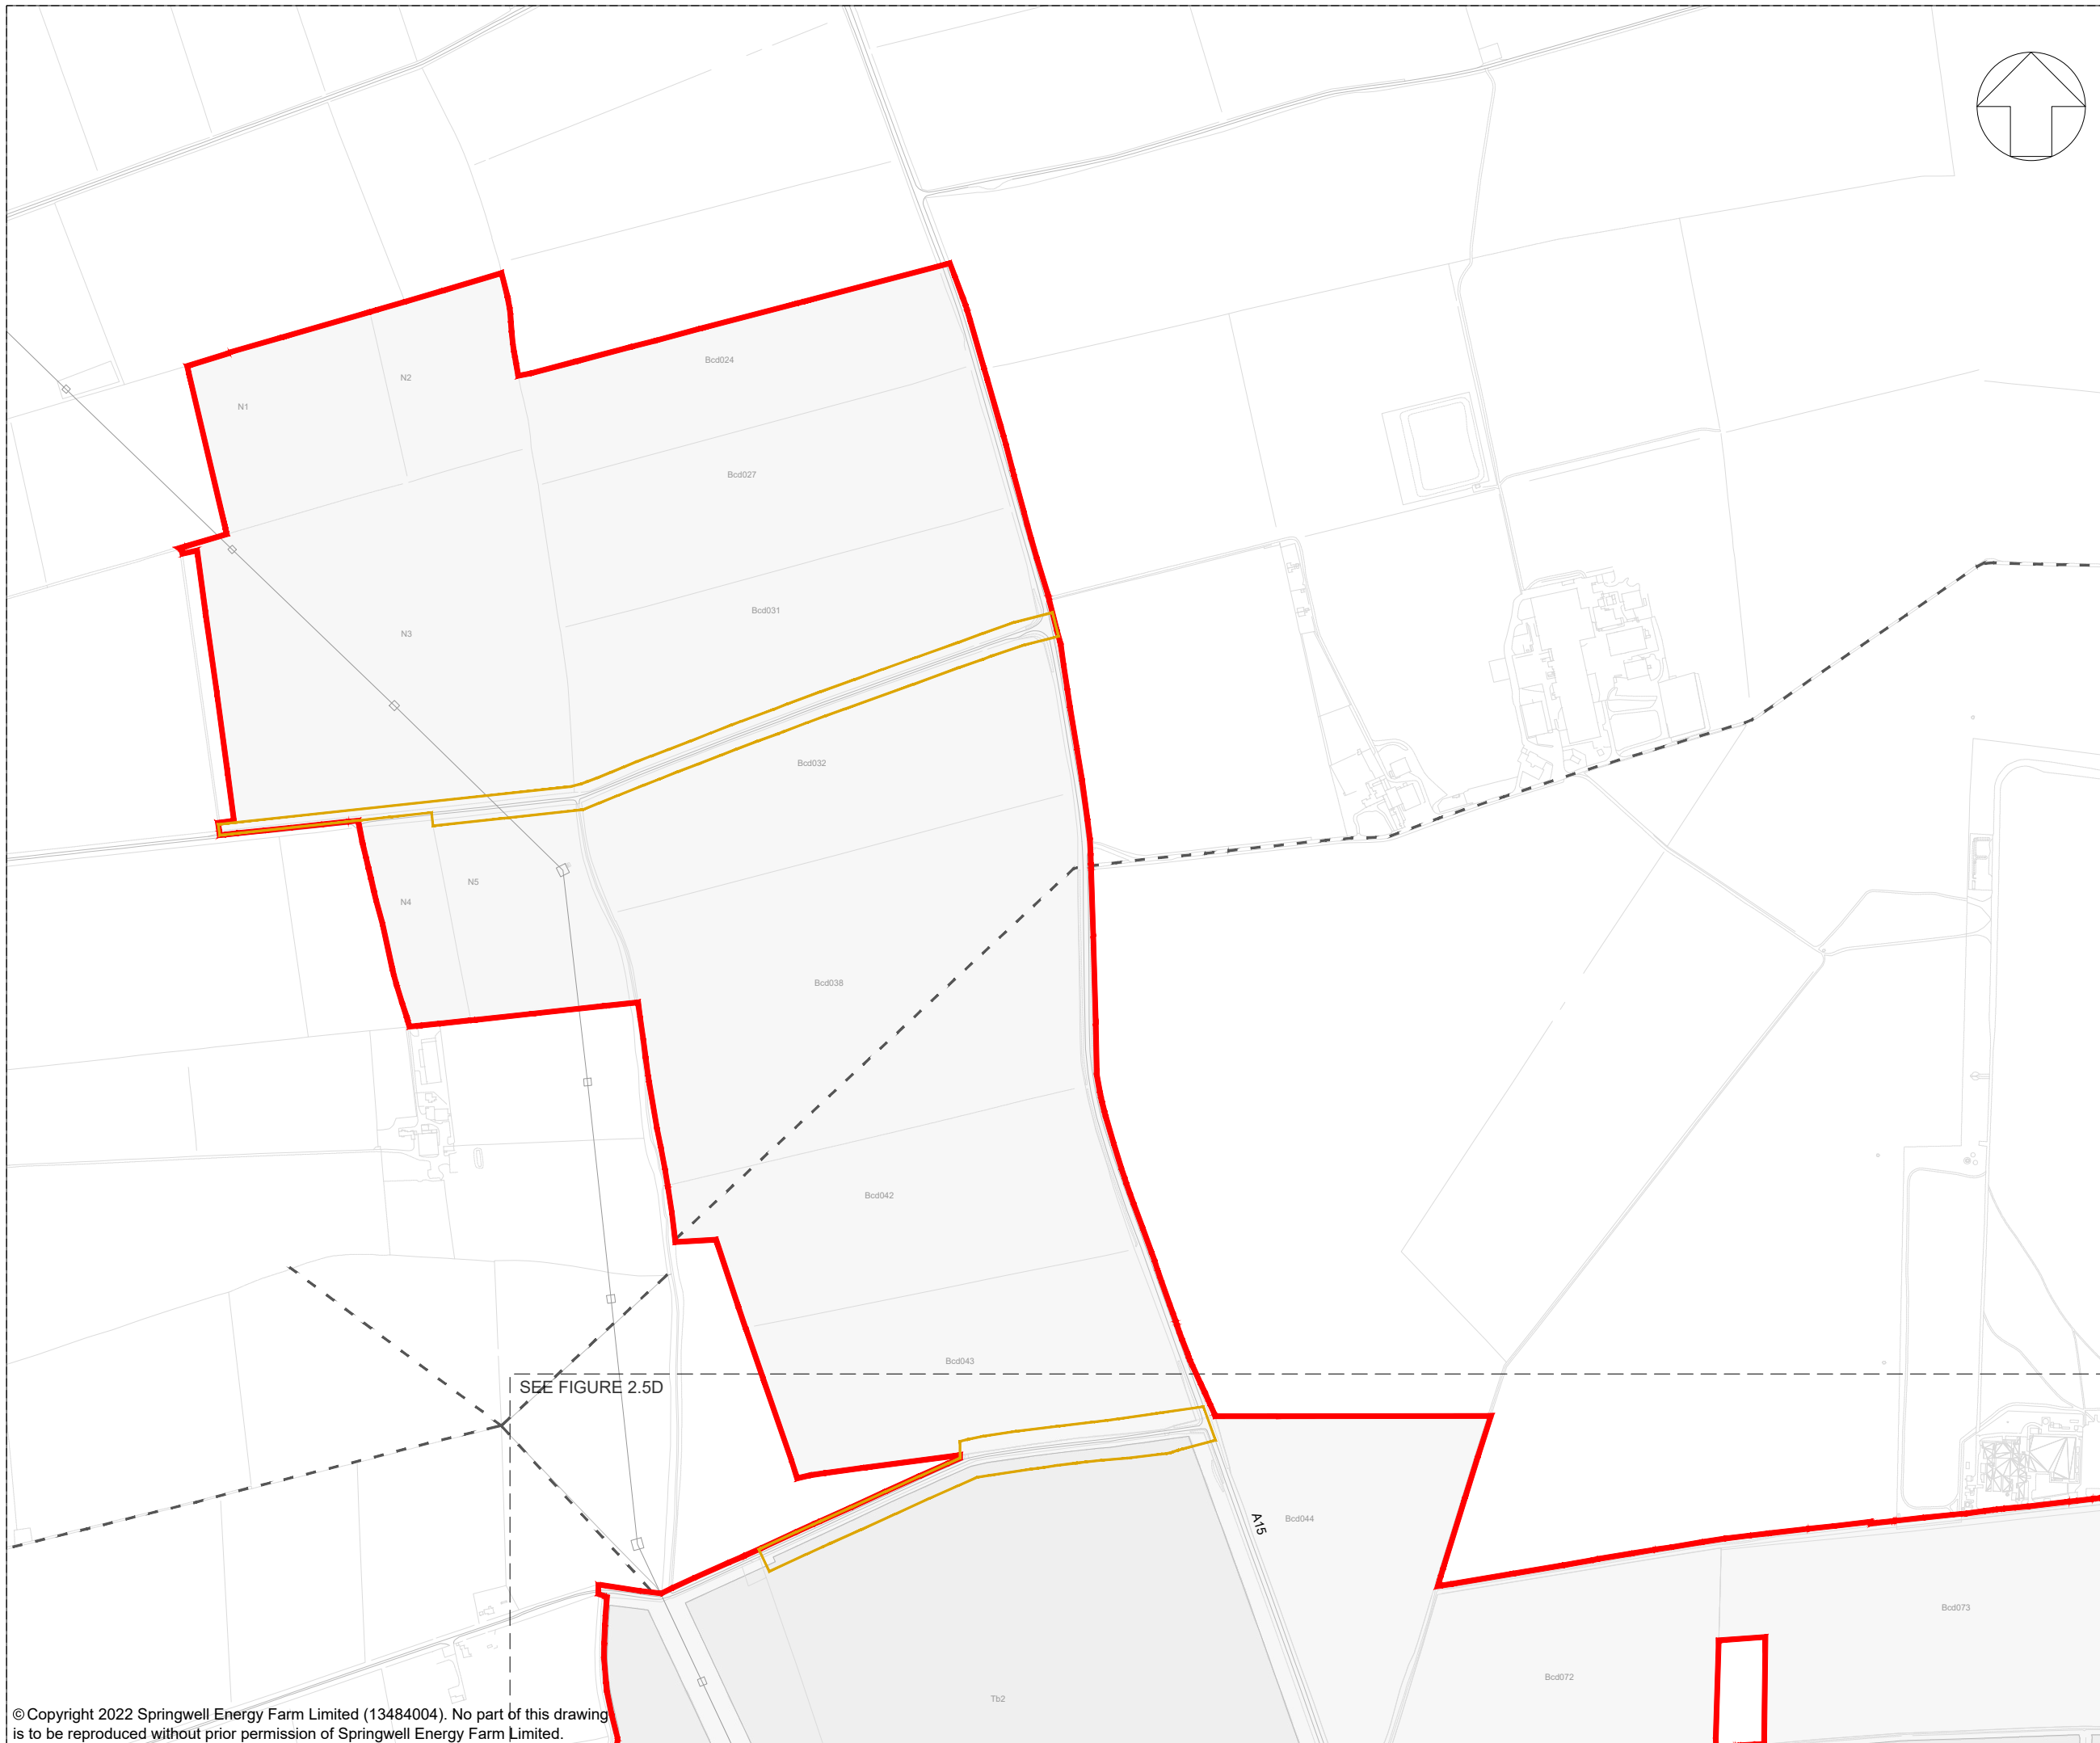 Bcd024
N2
N1
Bcd027
Bcd031
N3
Bcd032
N5
N4
Bcd038
Bcd042
Bcd043
SEE FIGURE 2.5D
A15
Bcd044
Bcd073
Bcd072
Tb2
© Copyright 2022 Springwell Energy Farm Limited (13484004). No part of this drawing
is to be reproduced without prior permission of Springwell Energy Farm Limited.